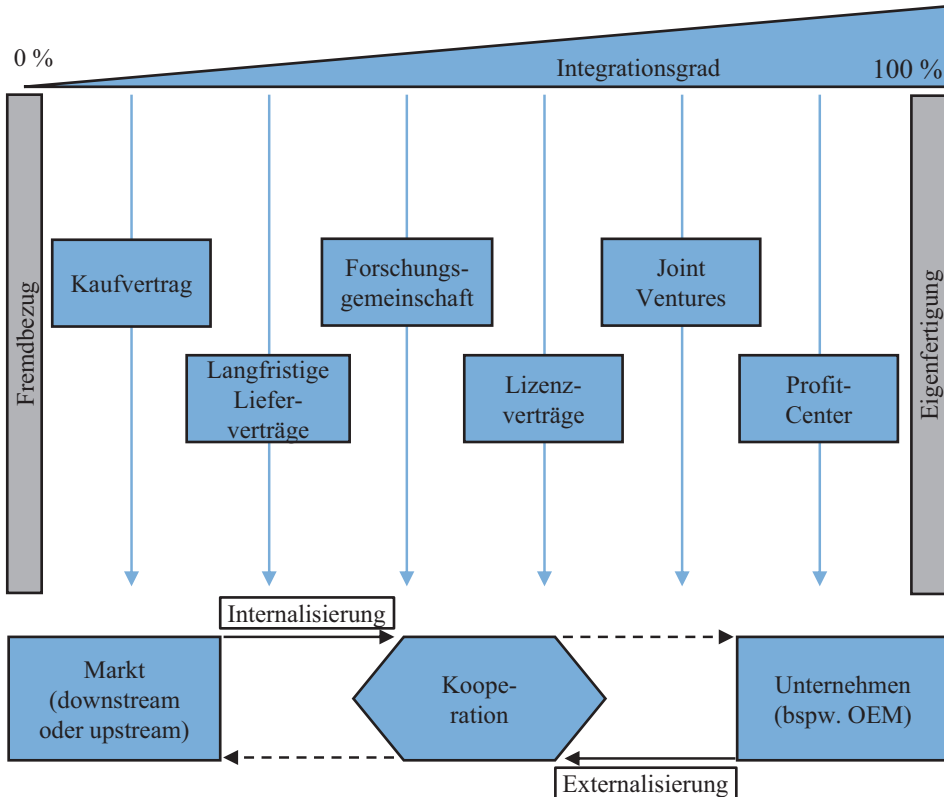 0 %
Integrationsgrad
100 %
Fremdbezug
Kaufvertrag
Langfristige
Liefer-
verträge
Forschungs-
gemeinschaft
Lizenz-
verträge
Joint
Ventures
Profit-
Center
Eigenfertigung
Internalisierung
Markt
(downstream
oder upstream)
Koope-
ration
Unternehmen
(bspw. OEM)
Externalisierung